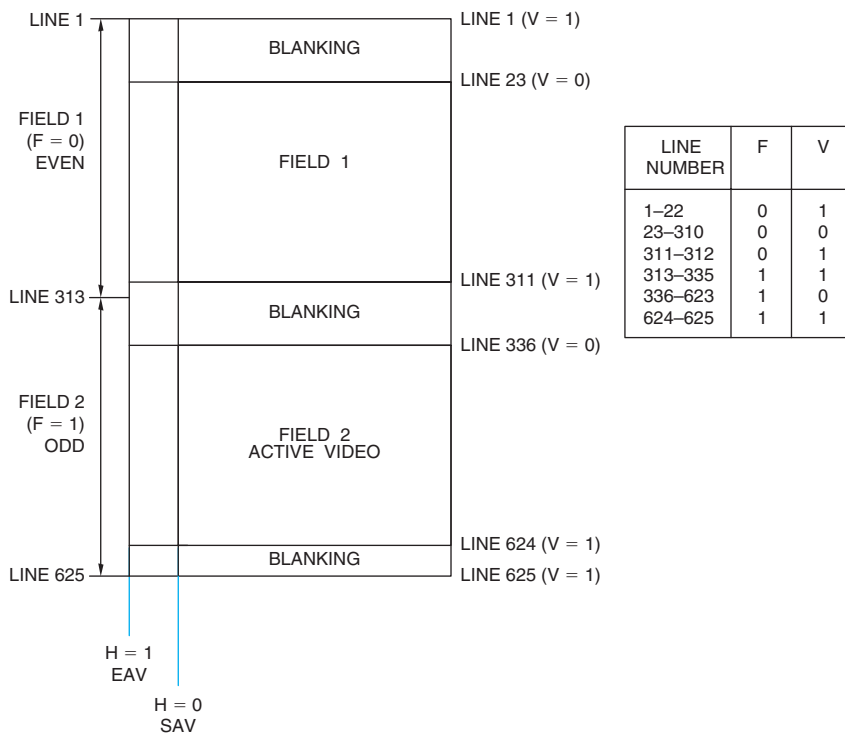 LINE 1
LINE 1 (V = 1)
BLANKING
LINE 23 (V = 0)
FIELD 1
(F = 0)
EVEN
FIELD 1
LINE 311 (V = 1)
LINE 313
BLANKING
LINE 336 (V = 0)
FIELD 2
(F = 1)
ODD
FIELD 2
ACTIVE VIDEO
LINE 624 (V = 1)
BLANKING
LINE 625
LINE 625 (V = 1)
H = 1
EAV
H = 0
SAV
LINE NUMBER F V
1–22 0 1
23–310 0 0
311–312 0 1
313–335 1 1
336–623 1 0
624–625 1 1